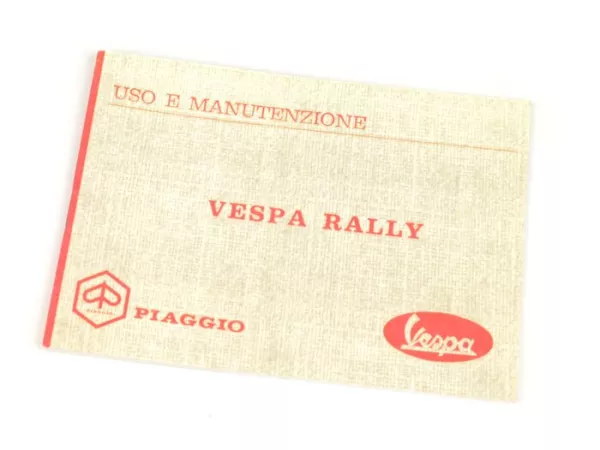 USO E MANUTENZIONE
VESPA RALLY
PIAGGIO
Vespa